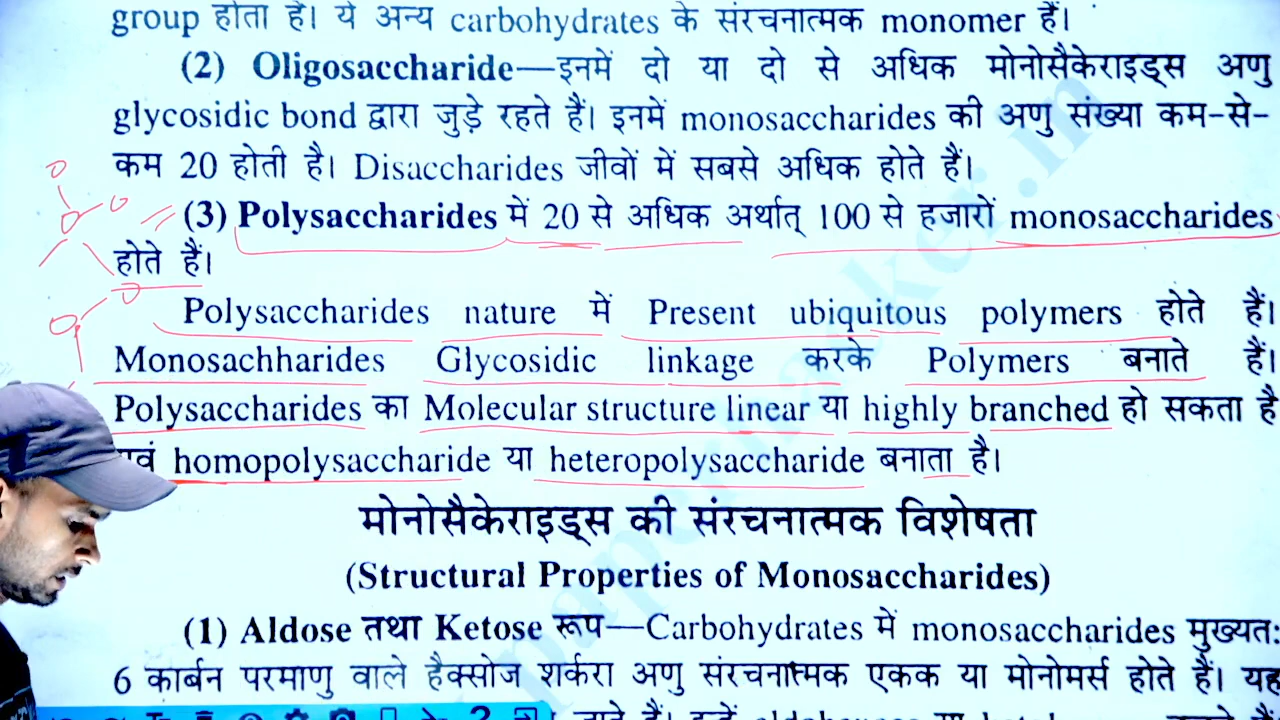 group होता है। ये अन्य carbohydrates के संरचनात्मक monomer हैं।
(2) Oligosaccharide—इनमें दो या दो से अधिक मोनोसैकेराइड्स अणु
glycosidic bond द्वारा जुड़े रहते हैं। इनमें monosaccharides की अणु संख्या कम-से-
कम 20 होती है। Disaccharides जीवों में सबसे अधिक होते हैं।
(3) Polysaccharides में 20 से अधिक अर्थात् 100 से हजारों monosaccharides
होते हैं।
Polysaccharides nature में Present ubiquitous polymers होते हैं।
Monosachharides Glycosidic linkage करके Polymers बनाते हैं।
Polysaccharides का Molecular structure linear या highly branched हो सकता है
homopolysaccharide या heteropolysaccharide बनाता है।
मोनोसैकेराइड्स की संरचनात्मक विशेषता
(Structural Properties of Monosaccharides)
(1) Aldose तथा Ketose रूप—Carbohydrates में monosaccharides मुख्यत:
6 कार्बन परमाणु वाले हैक्सोज शर्करा अणु संरचनात्मक एकक या मोनोमर्स होते हैं। यह